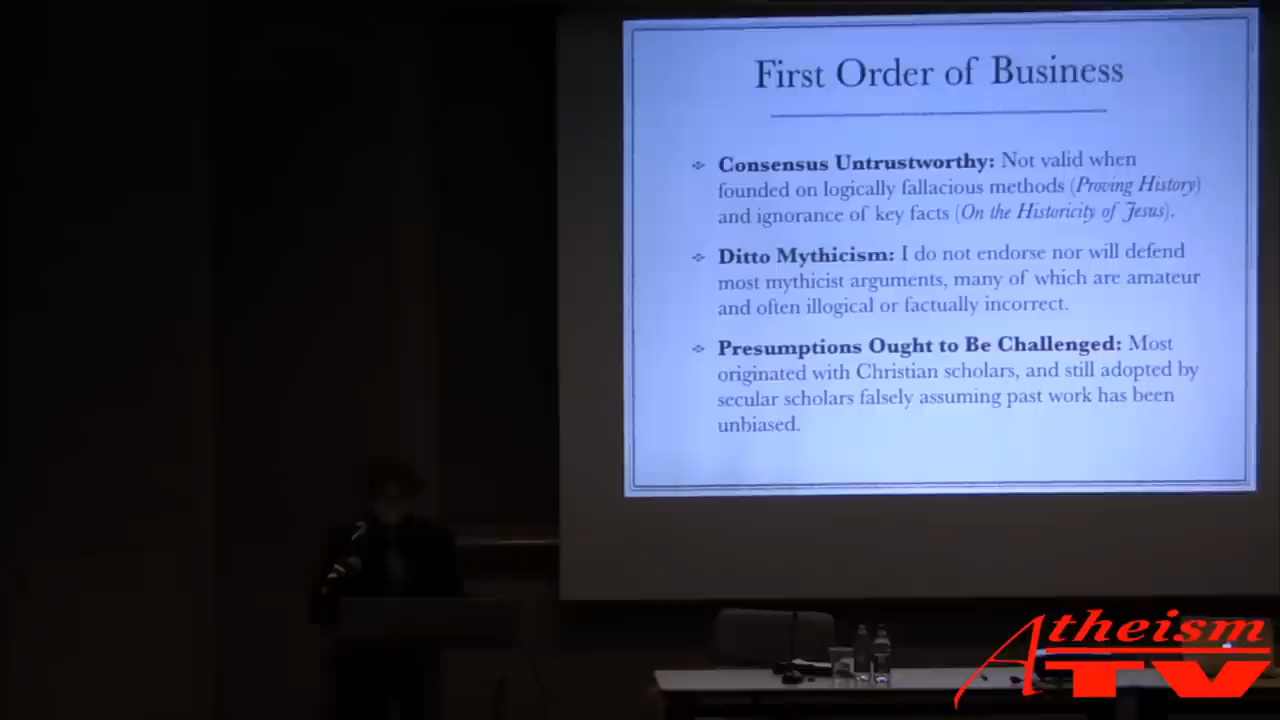 First Order of Business
Consensus Untrustworthy: Not valid when
founded on logically fallacious methods (Proving History)
and ignorance of key facts (On the Historicity of Jesus).
Ditto Mythicism: I do not endorse nor will defend
most mythicist arguments, many of which are amateur
and often illogical or factually incorrect.
Presumptions Ought to Be Challenged: Most
originated with Christian scholars, and still adopted by
secular scholars falsely assuming past work has been
unbiased.
Atheism
TV